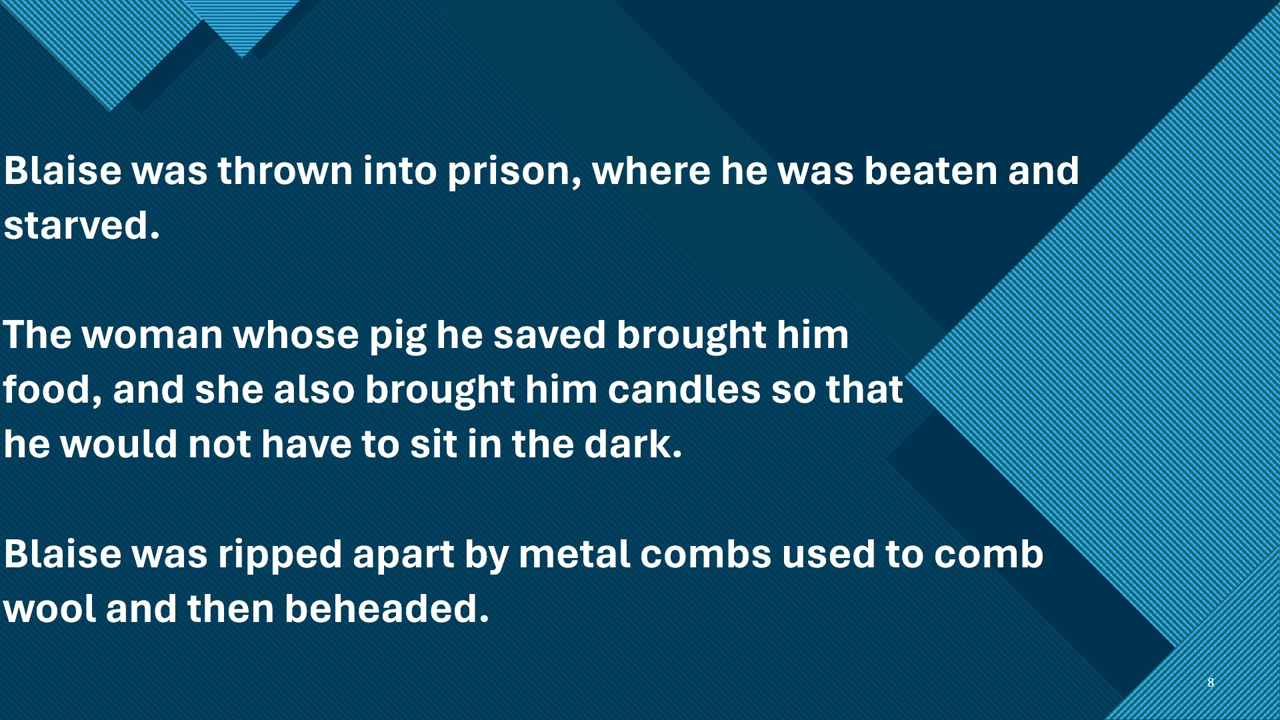 Blaise was thrown into prison, where he was beaten and
starved.
The woman whose pig he saved brought him
food, and she also brought him candles so that
he would not have to sit in the dark.
Blaise was ripped apart by metal combs used to comb
wool and then beheaded.
8